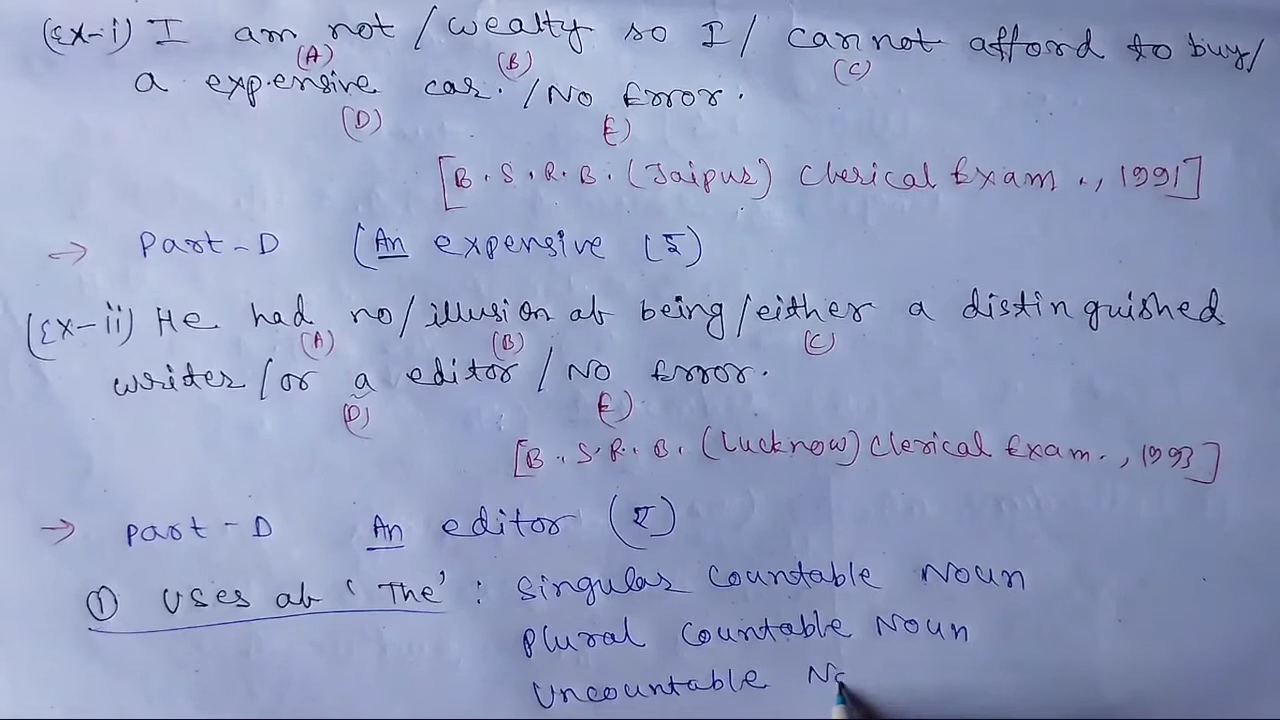 (Ex-i) I am not / wealty so I / cannot afford to buy/
(A) (B) (C)
a expensive car. / No Error.
(D) (E)
[B.S.R.B. (Jaipur) Clerical Exam., 1991]
→ Part-D (An expensive (ई)
(Ex-ii) He had no/illusion of being/either a distinguished
(A) (B) (C)
writer / or a editor / No Error.
(D) (E)
[B.S.R.B. (Lucknow) Clerical Exam., 1993]
→ Part-D An editor (ए)
① Uses of 'The' : Singular Countable Noun
Plural Countable Noun
Uncountable No